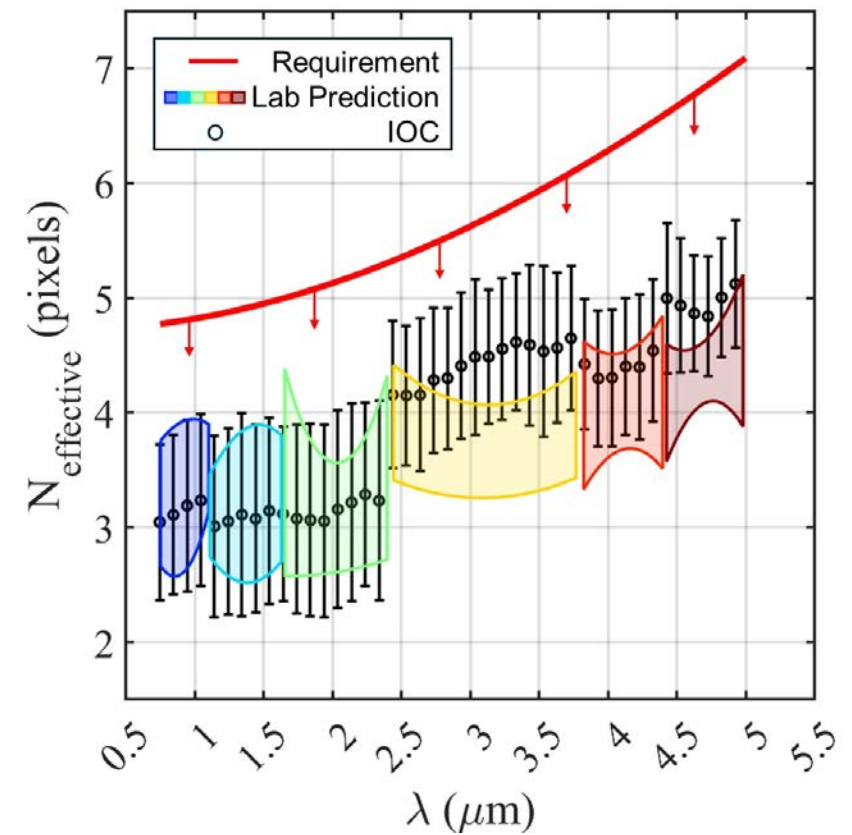 Requirement
Lab Prediction
IOC
N_effective (pixels)
7
6
5
4
3
2
0.5 1 1.5 2 2.5 3 3.5 4 4.5 5 5.5
λ (μm)